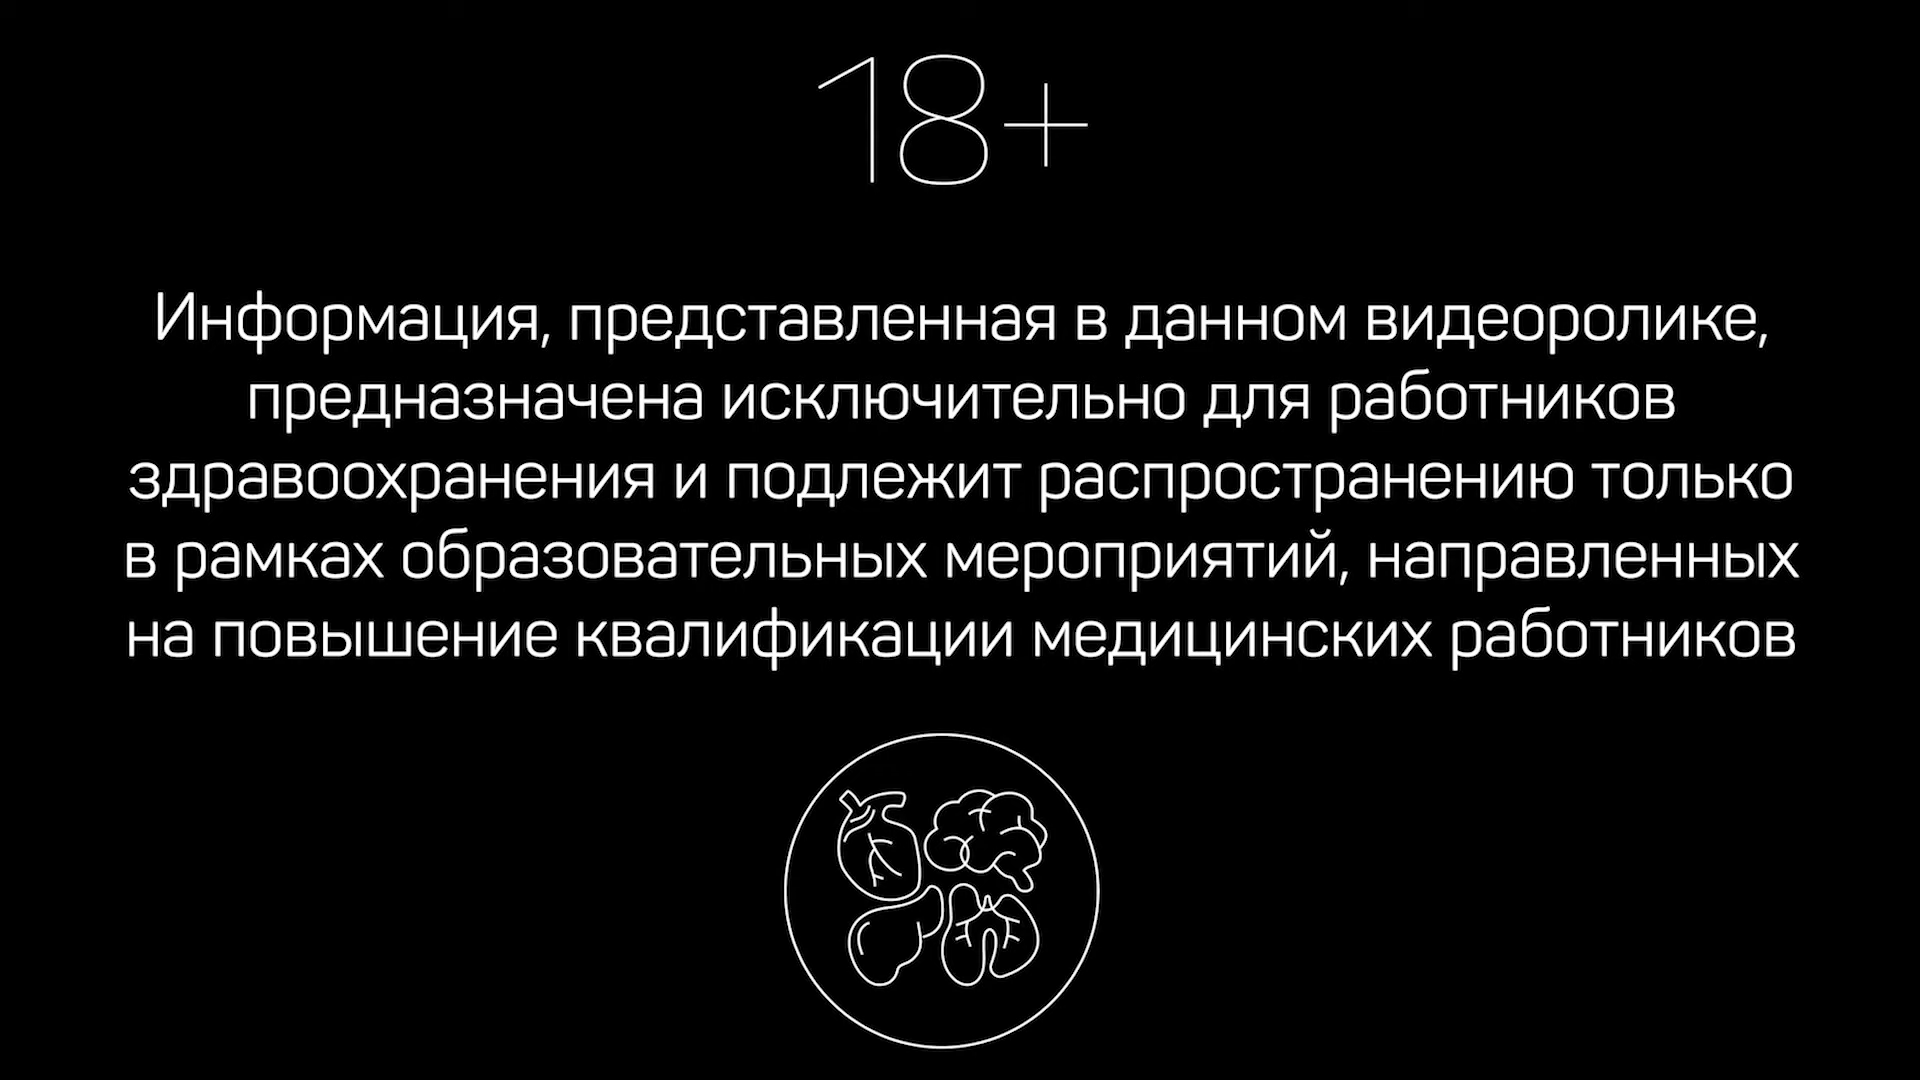 18+
Информация, представленная в данном видеоролике,
предназначена исключительно для работников
здравоохранения и подлежит распространению только
в рамках образовательных мероприятий, направленных
на повышение квалификации медицинских работников